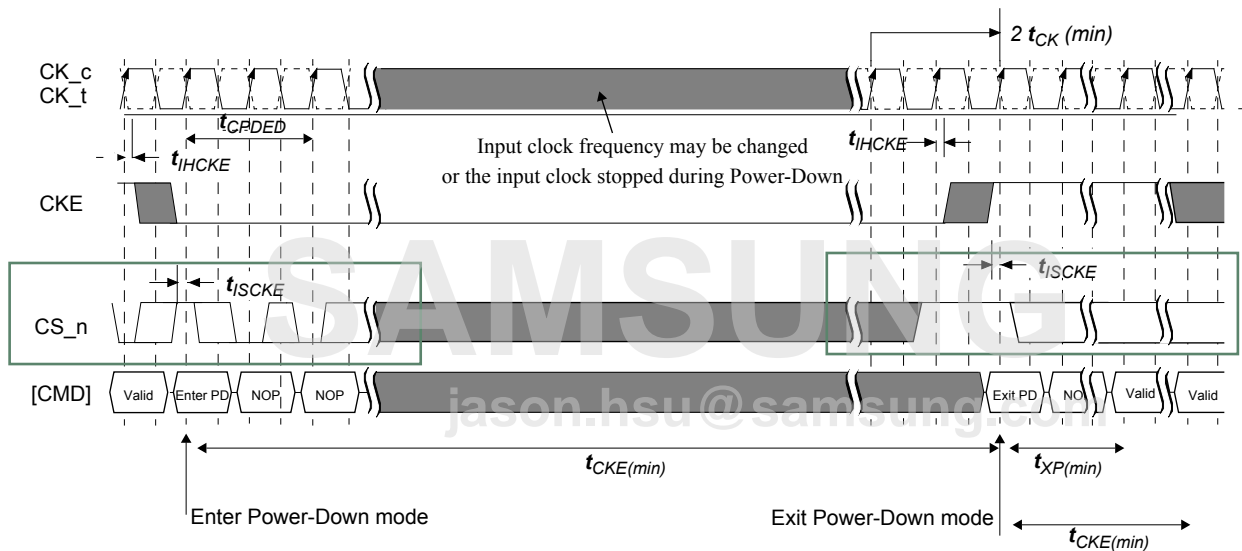 2 tCK (min)
CK_c
CK_t
tCPDED
tIHCKE
Input clock frequency may be changed
or the input clock stopped during Power-Down
tIHCKE
CKE
SAMSUNG
tISCKE
tISCKE
CS_n
[CMD]
Valid
Enter PD
NOP
NOP
Exit PD
NOP
Valid
Valid
jason.hsu@samsung.com
tCKE(min)
tXP(min)
Enter Power-Down mode
Exit Power-Down mode
tCKE(min)